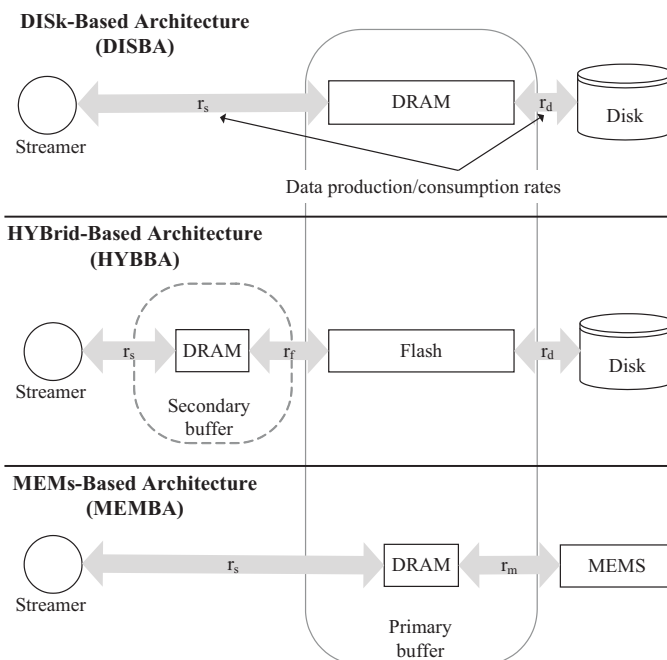 DISk-Based Architecture
(DISBA)
r_s
DRAM
r_d
Disk
Streamer
Data production/consumption rates
HYBrid-Based Architecture
(HYBBA)
r_s
DRAM
r_f
Flash
r_d
Disk
Streamer
Secondary
buffer
MEMs-Based Architecture
(MEMBA)
r_s
DRAM
r_m
MEMS
Streamer
Primary
buffer